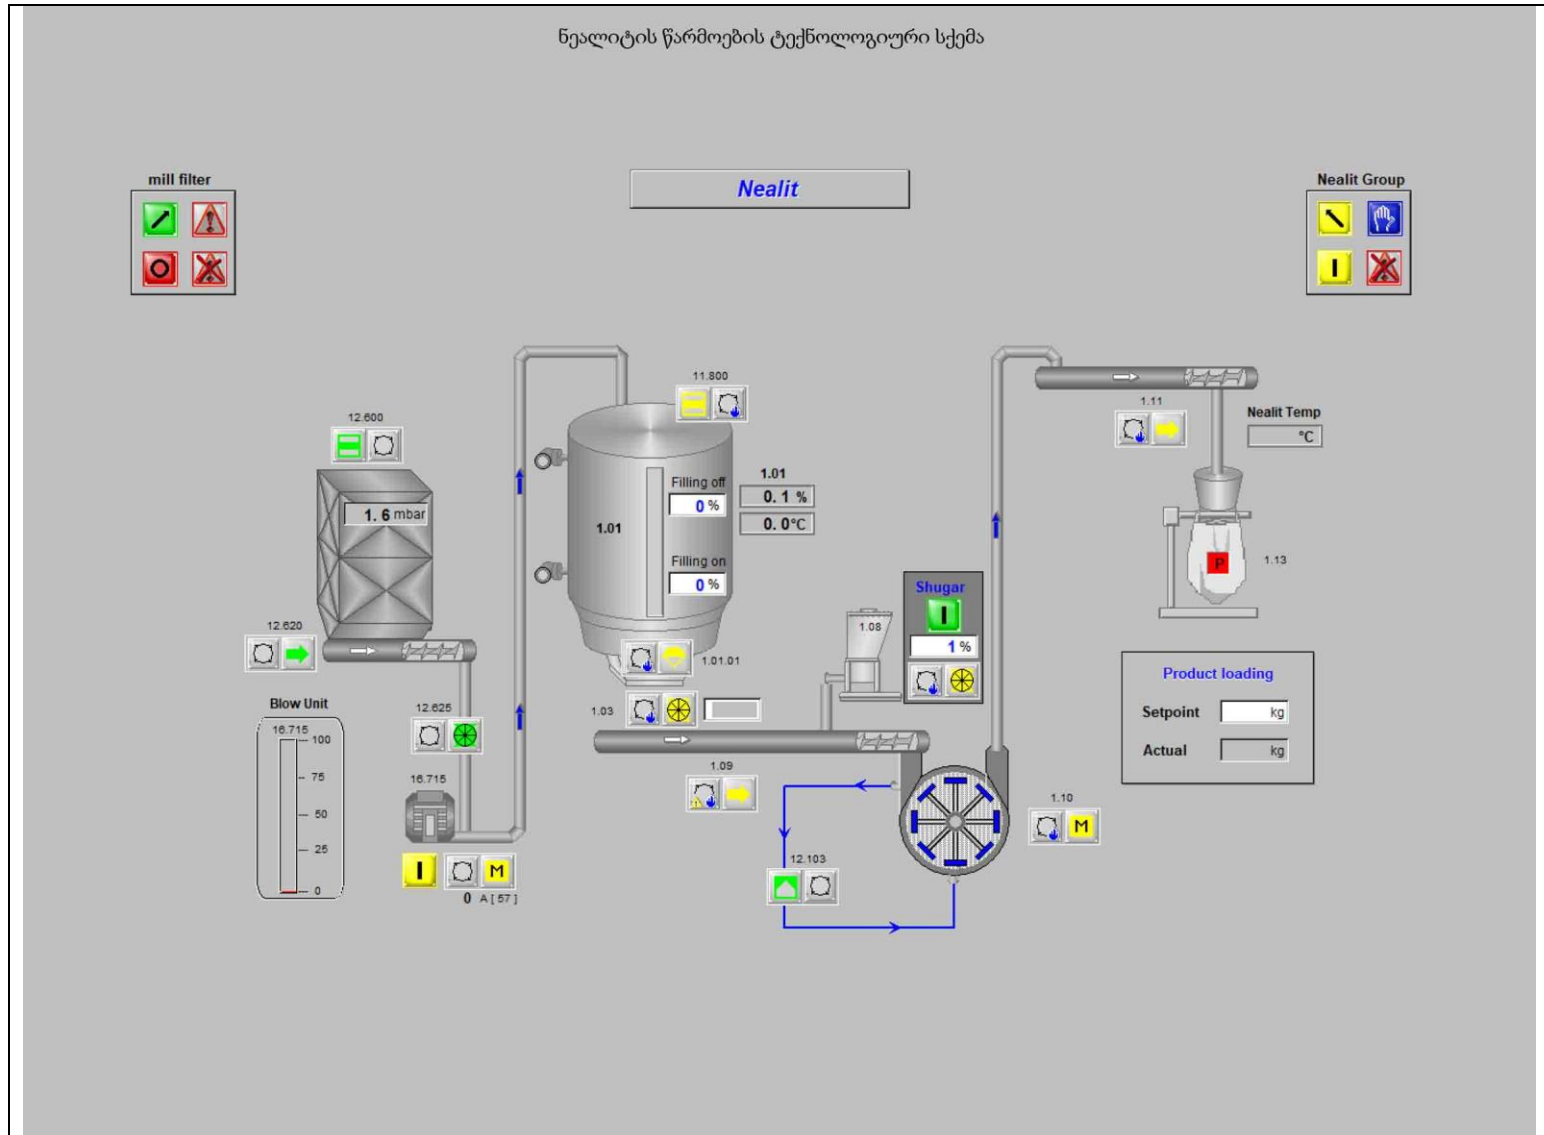 ნეალიტის წარმოების ტექნოლოგიური სქემა
mill filter
Nealit
Nealit Group
11.800
12.600
1.11
Nealit Temp
°C
1.6 mbar
Filling off
0 %
1.01
0.1 %
0.0°C
1.01
Filling on
0 %
P
1.13
Shugar
I
1 %
1.08
12.620
1.01.01
Product loading
Setpoint
kg
Actual
kg
Blow Unit
16.715
100
75
50
25
0
12.625
1.03
16.715
1.09
1.10
M
I
M
0 A [ 57 ]
12.103